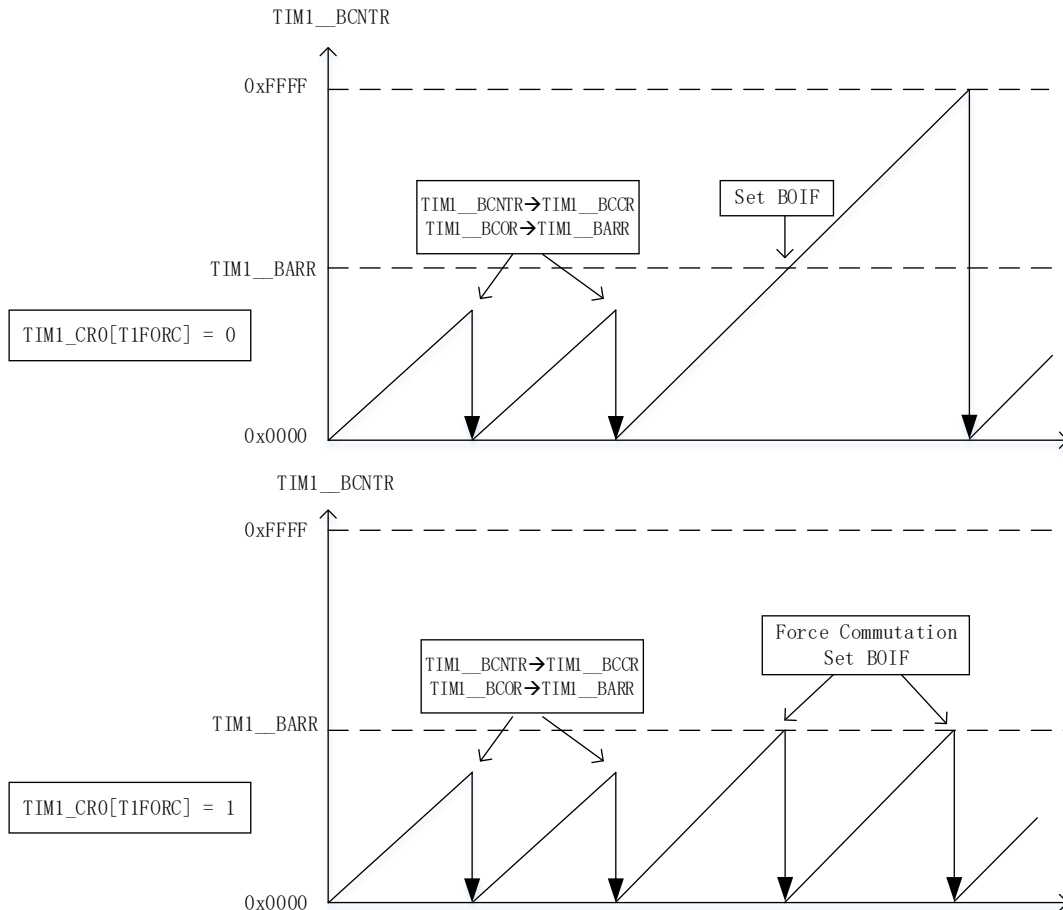 TIM1__BCNTR
0xFFFF
TIM1__BCNTR→TIM1__BCCR
TIM1__BCOR→TIM1__BARR
Set BOIF
TIM1__BARR
TIM1_CR0[T1FORC] = 0
0x0000
TIM1__BCNTR
0xFFFF
Force Commutation
Set BOIF
TIM1__BCNTR→TIM1__BCCR
TIM1__BCOR→TIM1__BARR
TIM1__BARR
TIM1_CR0[T1FORC] = 1
0x0000